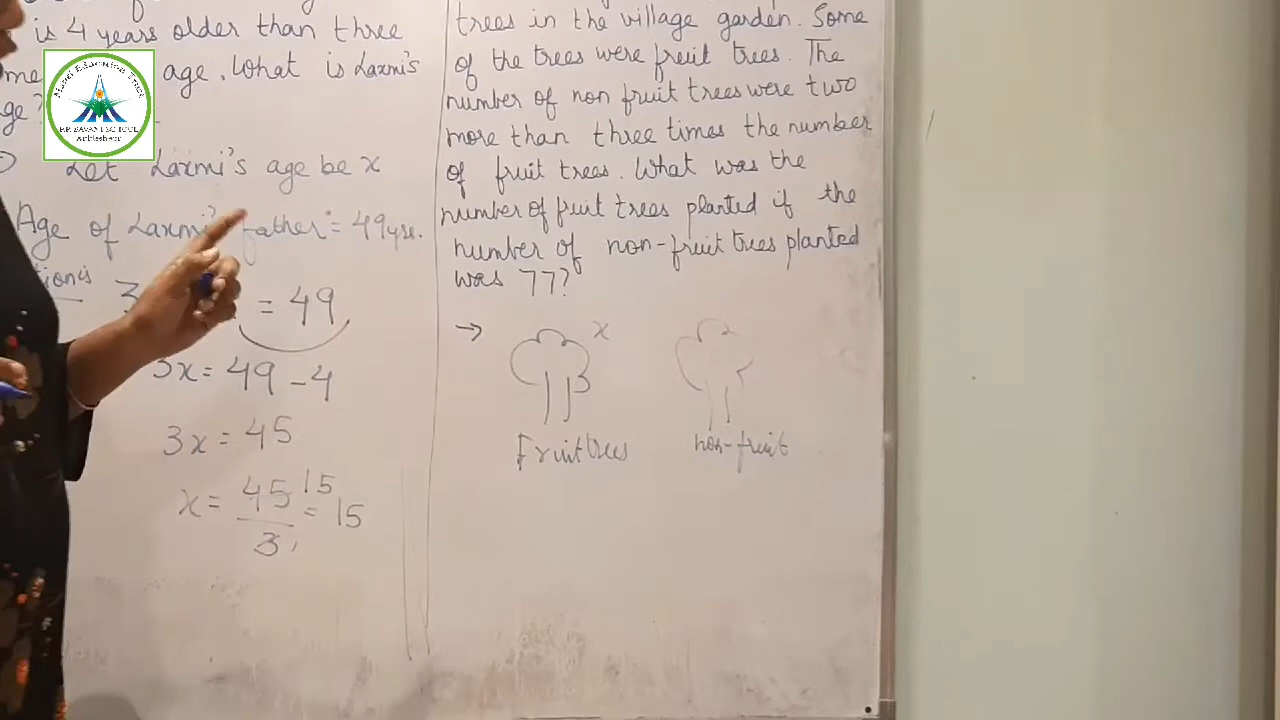 is 4 years older than three
age. What is Laxmi's
Let Laxmi's age be x
Age of Laxmi's father = 49 yrs.
= 49
3x = 49 - 4
3x = 45
x = 45/3 = 15
15
trees in the village garden. Some
of the trees were fruit trees. The
number of non fruit trees were two
more than three times the number
of fruit trees. What was the
number of fruit trees planted if the
number of non-fruit trees planted
was 77?
→ x
Fruit trees non-fruit
H.P. SAVANI SCHOOL
Ankleshwar